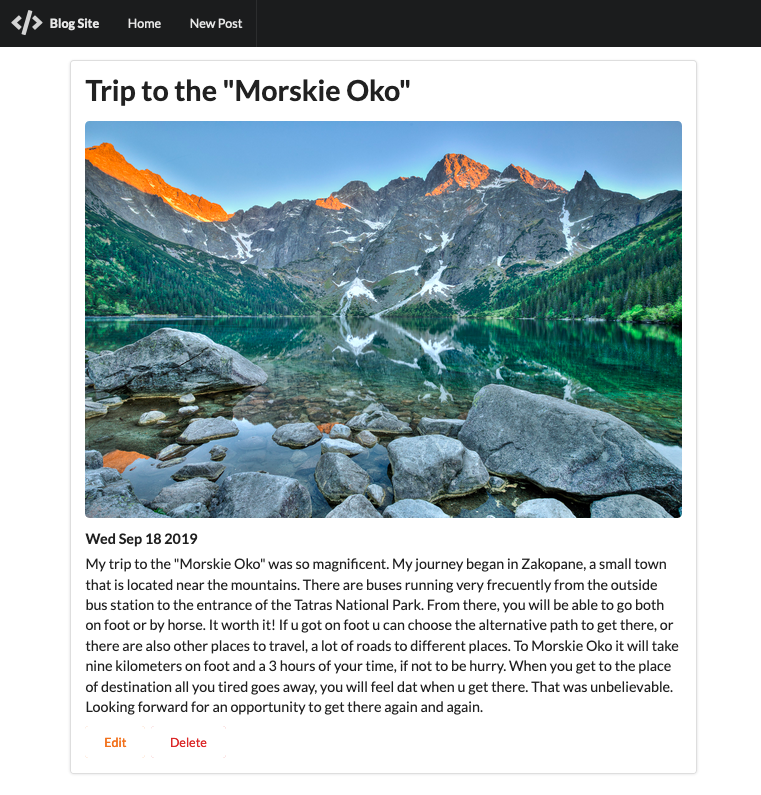 </> Blog Site Home New Post
Trip to the "Morskie Oko"
Wed Sep 18 2019
My trip to the "Morskie Oko" was so magnificent. My journey began in Zakopane, a small town
that is located near the mountains. There are buses running very frecuently from the outside
bus station to the entrance of the Tatras National Park. From there, you will be able to go both
on foot or by horse. It worth it! If u got on foot u can choose the alternative path to get there, or
there are also other places to travel, a lot of roads to different places. To Morskie Oko it will take
nine kilometers on foot and a 3 hours of your time, if not to be hurry. When you get to the place
of destination all you tired goes away, you will feel dat when u get there. That was unbelievable.
Looking forward for an opportunity to get there again and again.
Edit Delete